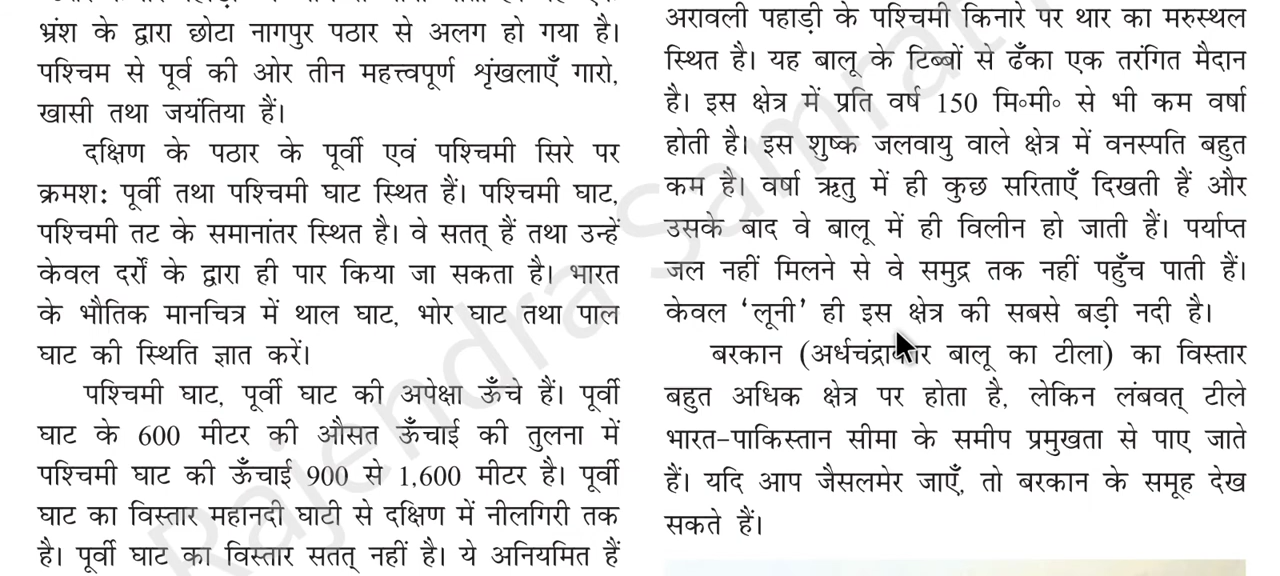 भ्रंश के द्वारा छोटा नागपुर पठार से अलग हो गया है।
पश्चिम से पूर्व की ओर तीन महत्त्वपूर्ण शृंखलाएँ गारो,
खासी तथा जयंतिया हैं।
दक्षिण के पठार के पूर्वी एवं पश्चिमी सिरे पर
क्रमशः पूर्वी तथा पश्चिमी घाट स्थित हैं। पश्चिमी घाट,
पश्चिमी तट के समानांतर स्थित है। वे सतत् हैं तथा उन्हें
केवल दर्रों के द्वारा ही पार किया जा सकता है। भारत
के भौतिक मानचित्र में थाल घाट, भोर घाट तथा पाल
घाट की स्थिति ज्ञात करें।
पश्चिमी घाट, पूर्वी घाट की अपेक्षा ऊँचे हैं। पूर्वी
घाट के 600 मीटर की औसत ऊँचाई की तुलना में
पश्चिमी घाट की ऊँचाई 900 से 1,600 मीटर है। पूर्वी
घाट का विस्तार महानदी घाटी से दक्षिण में नीलगिरी तक
है। पूर्वी घाट का विस्तार सतत् नहीं है। ये अनियमित हैं
अरावली पहाड़ी के पश्चिमी किनारे पर थार का मरुस्थल
स्थित है। यह बालू के टिब्बों से ढँका एक तरंगित मैदान
है। इस क्षेत्र में प्रति वर्ष 150 मि॰मी॰ से भी कम वर्षा
होती है। इस शुष्क जलवायु वाले क्षेत्र में वनस्पति बहुत
कम है। वर्षा ऋतु में ही कुछ सरिताएँ दिखती हैं और
उसके बाद वे बालू में ही विलीन हो जाती हैं। पर्याप्त
जल नहीं मिलने से वे समुद्र तक नहीं पहुँच पाती हैं।
केवल ‘लूनी’ ही इस क्षेत्र की सबसे बड़ी नदी है।
बरकान (अर्धचंद्राकार बालू का टीला) का विस्तार
बहुत अधिक क्षेत्र पर होता है, लेकिन लंबवत् टीले
भारत-पाकिस्तान सीमा के समीप प्रमुखता से पाए जाते
हैं। यदि आप जैसलमेर जाएँ, तो बरकान के समूह देख
सकते हैं।
Rajendra Samrat